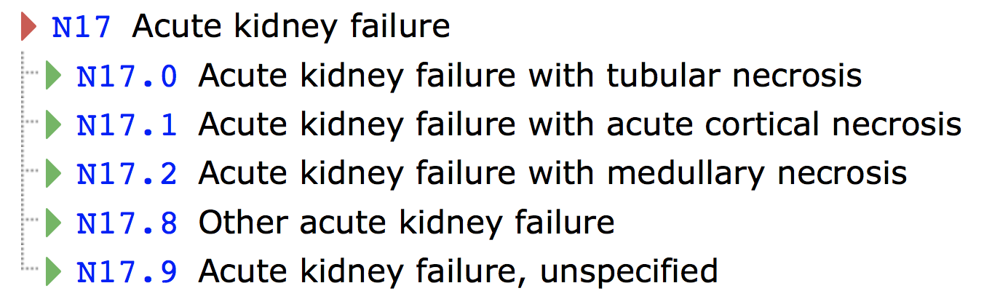 N17 Acute kidney failure
N17.0 Acute kidney failure with tubular necrosis
N17.1 Acute kidney failure with acute cortical necrosis
N17.2 Acute kidney failure with medullary necrosis
N17.8 Other acute kidney failure
N17.9 Acute kidney failure, unspecified